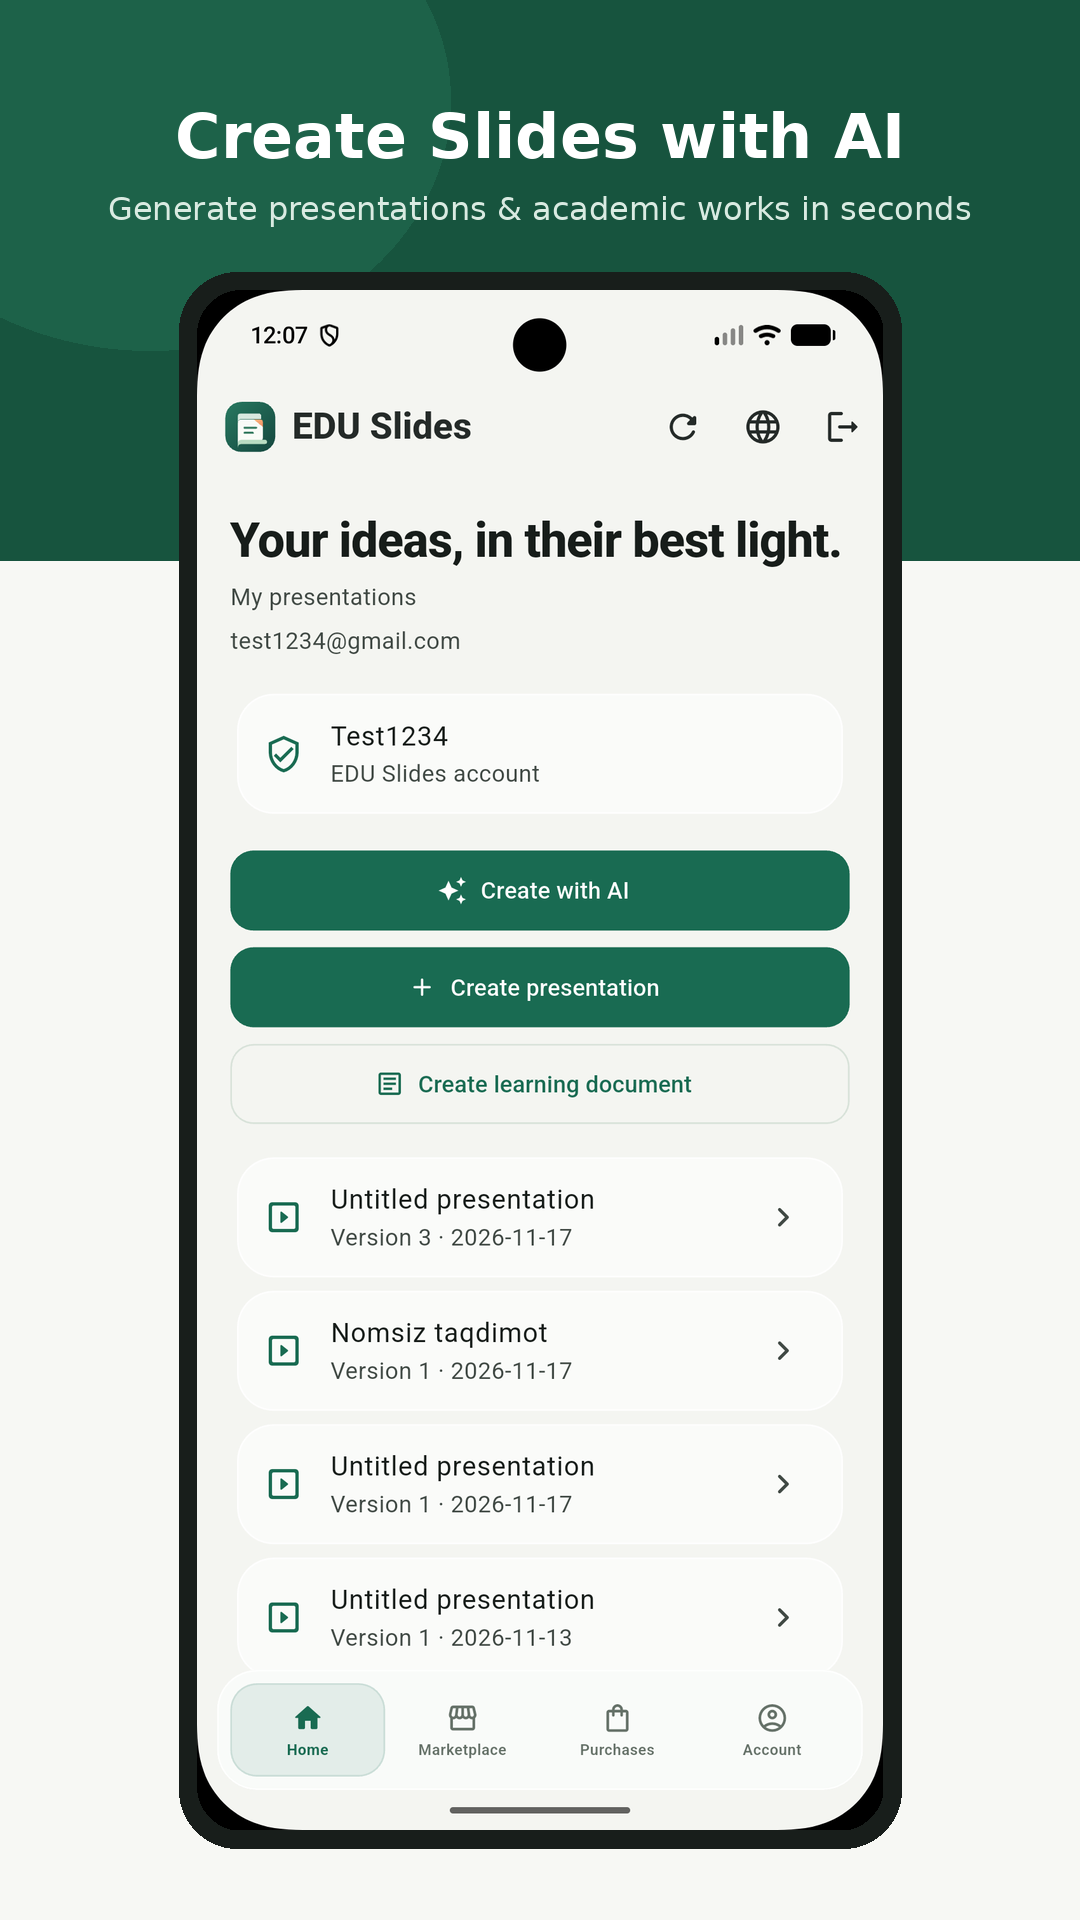 Create Slides with AI
Generate presentations & academic works in seconds
12:07
EDU Slides
Your ideas, in their best light.
My presentations
test1234@gmail.com
Test1234
EDU Slides account
Create with AI
Create presentation
Create learning document
Untitled presentation
Version 3 · 2026-11-17
Nomsiz taqdimot
Version 1 · 2026-11-17
Untitled presentation
Version 1 · 2026-11-17
Untitled presentation
Version 1 · 2026-11-13
Home Marketplace Purchases Account